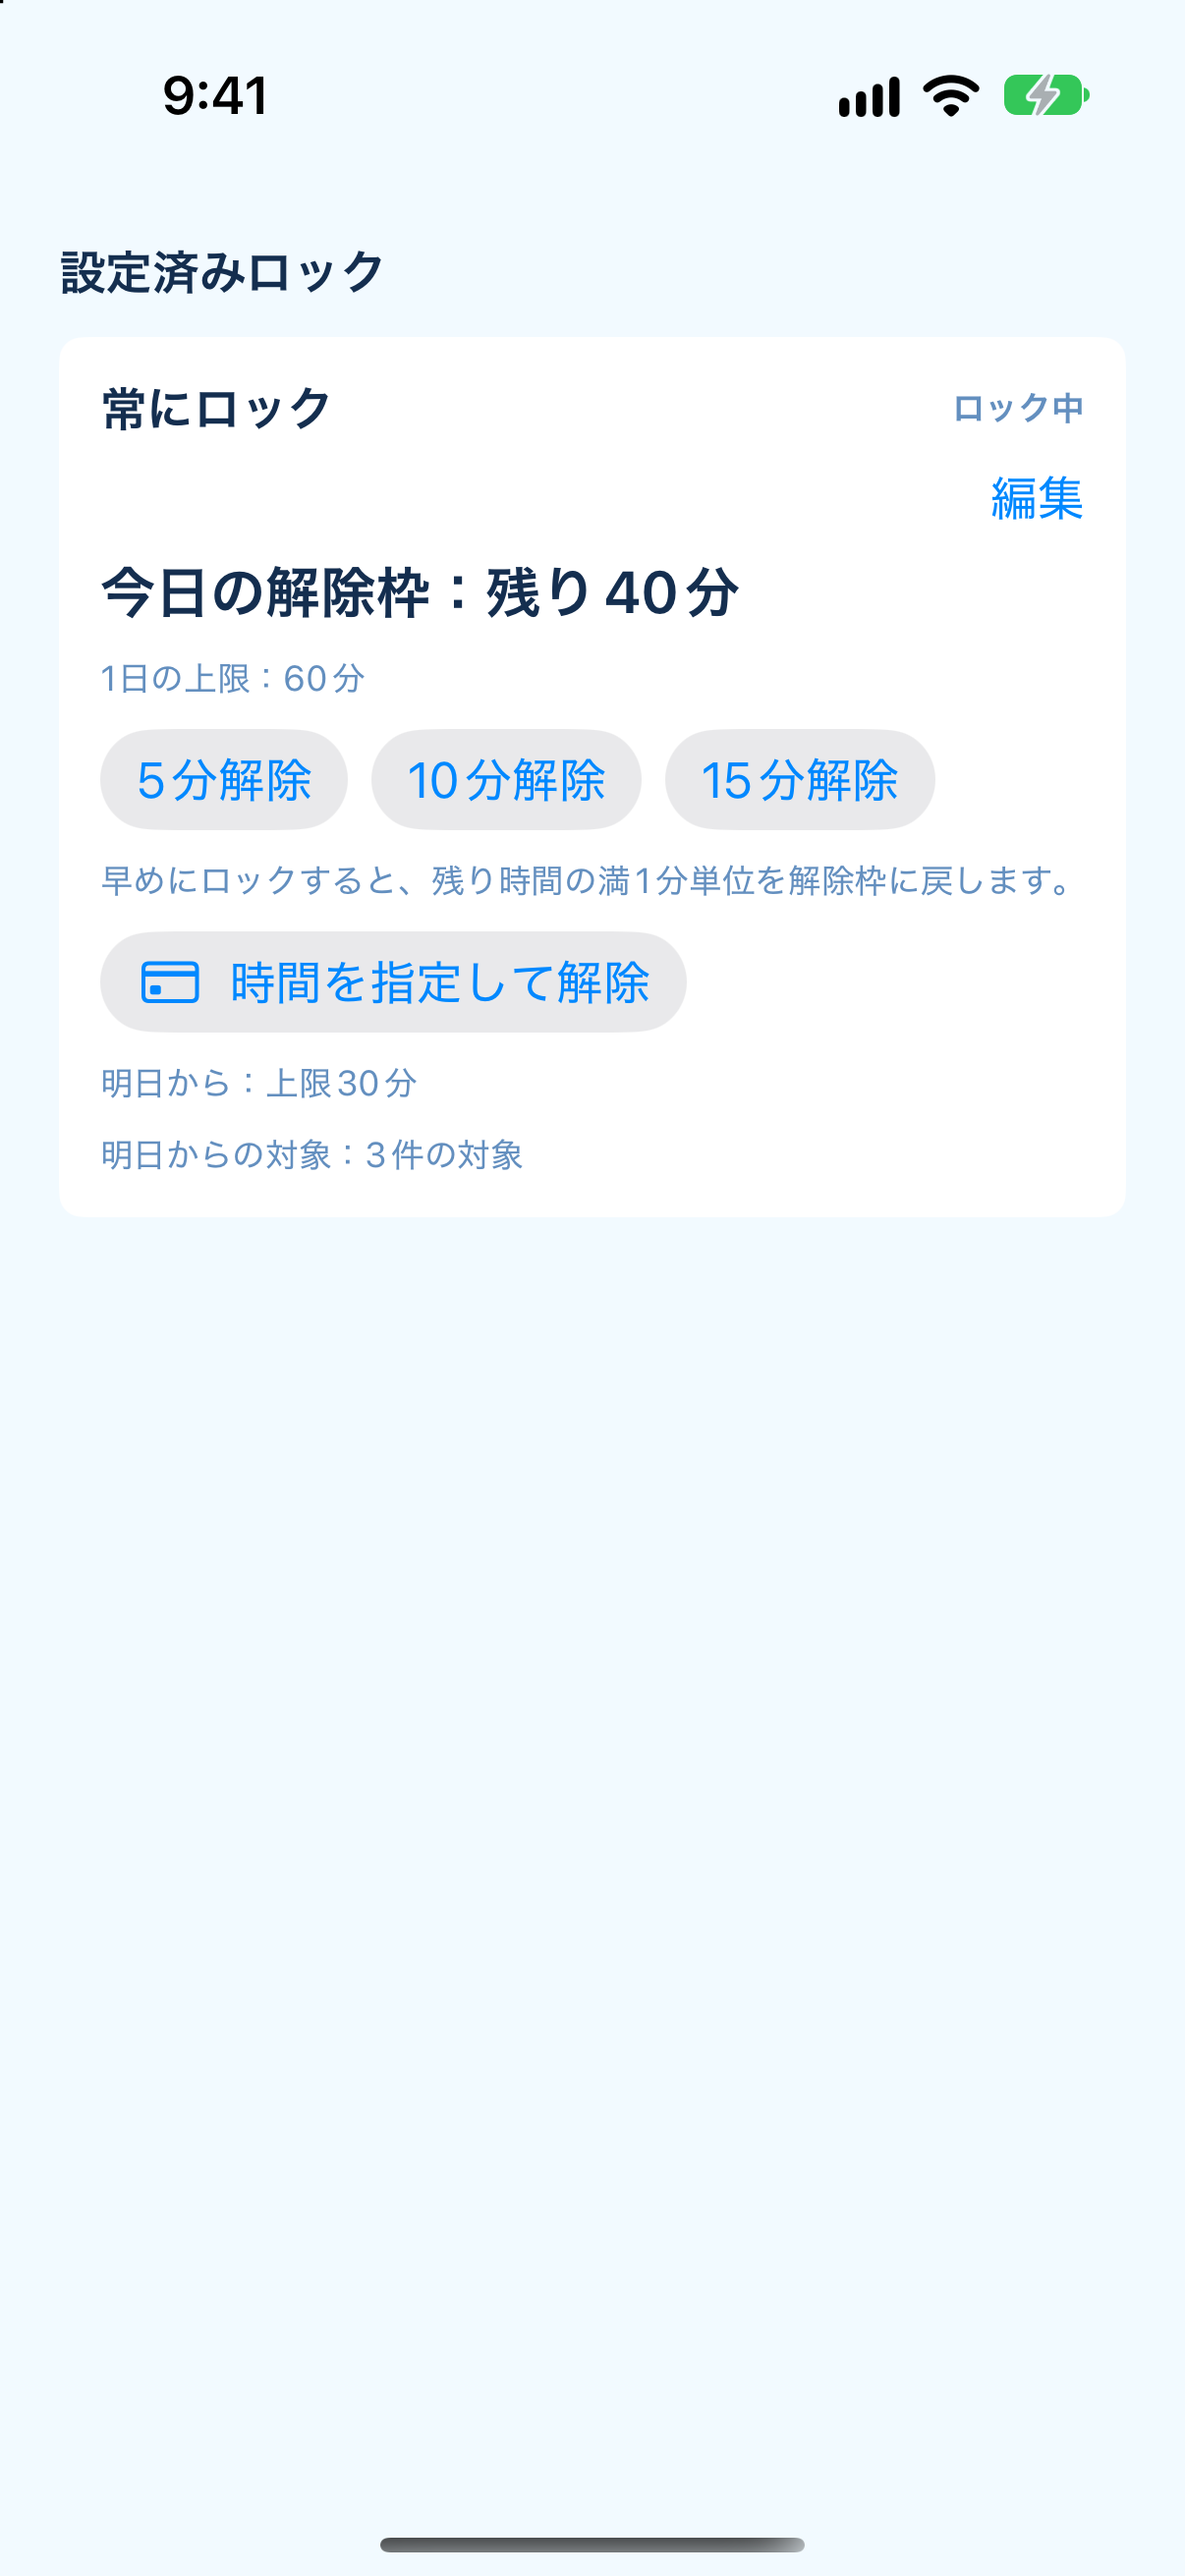 9:41
設定済みロック
常にロック
ロック中
編集
今日の解除枠：残り40分
1日の上限：60分
5分解除
10分解除
15分解除
早めにロックすると、残り時間の満1分単位を解除枠に戻します。
時間を指定して解除
明日から：上限30分
明日からの対象：3件の対象